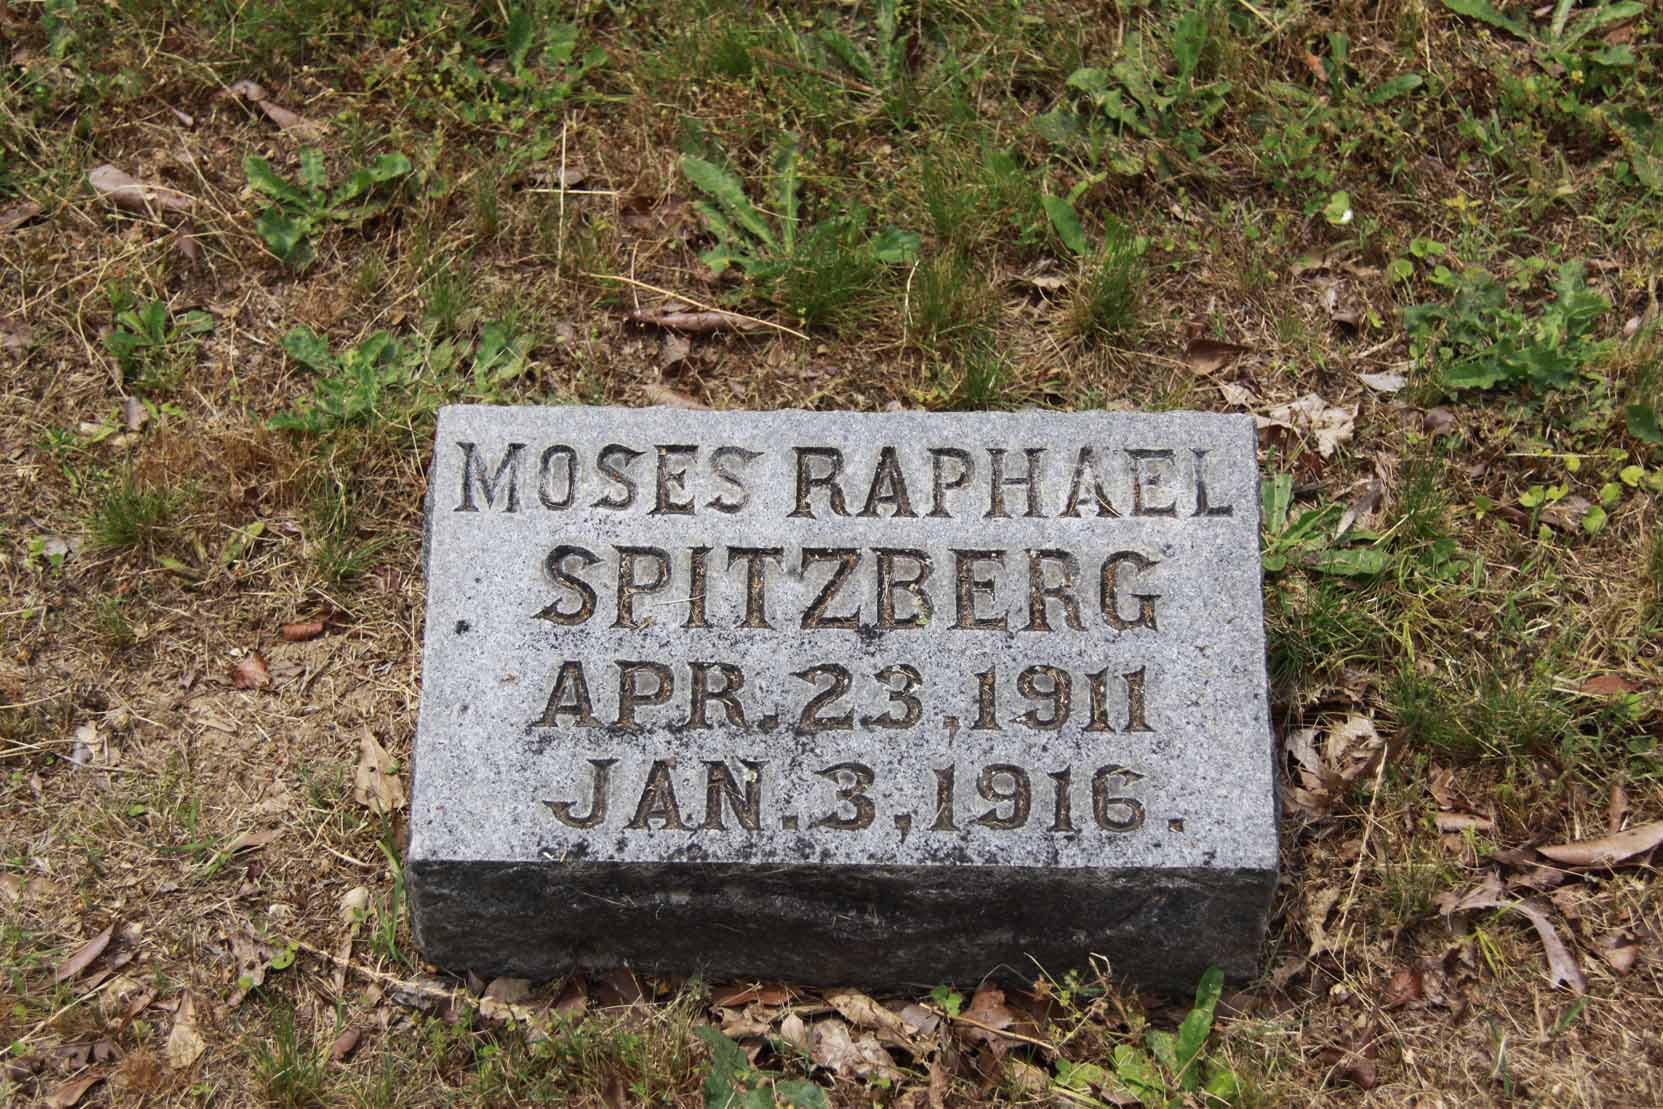 MOSES RAPHAEL
SPITZBERG
APR. 23, 1911
JAN. 3, 1916.